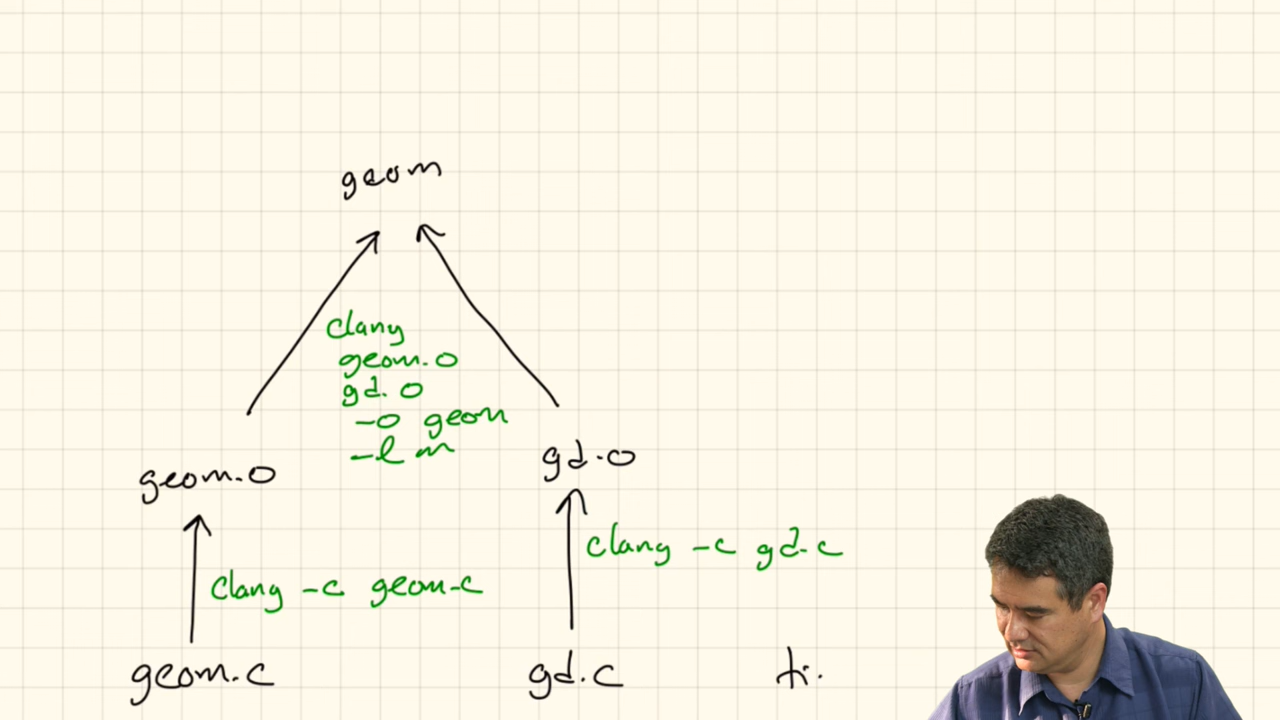 geom
clang
geom.o
gd.o
-o geom
-lm
geom.o
gd.o
clang -c gd.c
clang -c geom.c
geom.c
gd.c